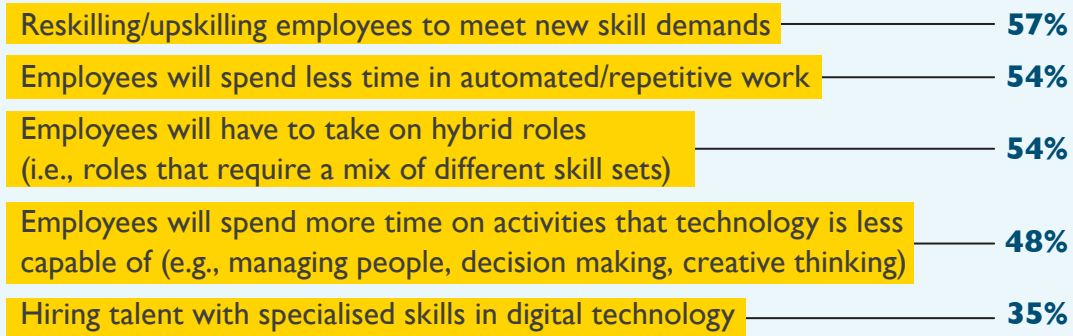 Reskilling/upskilling employees to meet new skill demands 57%
Employees will spend less time in automated/repetitive work 54%
Employees will have to take on hybrid roles
(i.e., roles that require a mix of different skill sets) 54%
Employees will spend more time on activities that technology is less
capable of (e.g., managing people, decision making, creative thinking) 48%
Hiring talent with specialised skills in digital technology 35%